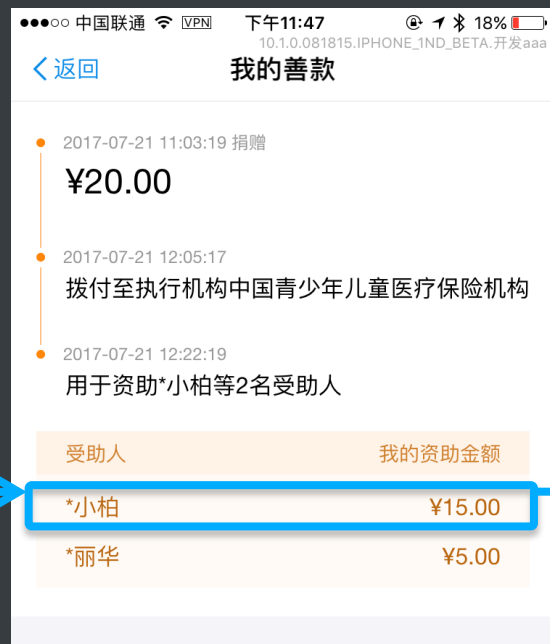 中国联通 VPN 下午11:47 18%
10.1.0.081815.IPHONE_1ND_BETA.开发aaa
返回 我的善款
2017-07-21 11:03:19 捐赠
¥20.00
2017-07-21 12:05:17
拨付至执行机构中国青少年儿童医疗保险机构
2017-07-21 12:22:19
用于资助*小柏等2名受助人
受助人 我的资助金额
*小柏 ¥15.00
*丽华 ¥5.00